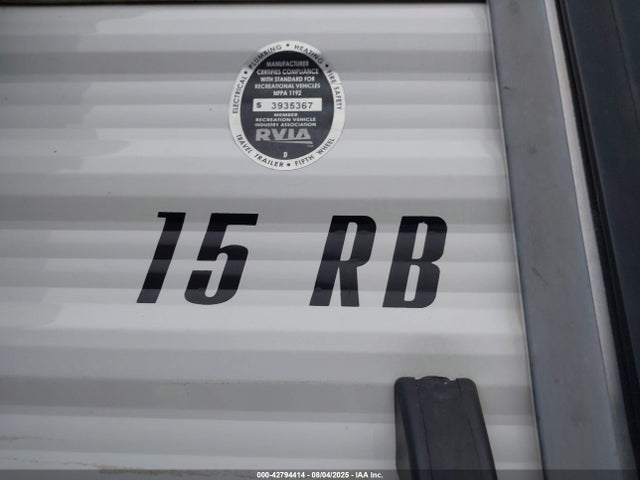 ELECTRICAL • PLUMBING • HEATING • FIRE SAFETY
MANUFACTURER
CERTIFIES COMPLIANCE
WITH STANDARD FOR
RECREATIONAL VEHICLES
NFPA 1192
S 3935367
MEMBER
RECREATION VEHICLE
INDUSTRY ASSOCIATION
RVIA
D
TRAVEL TRAILER • FIFTH WHEEL
15 RB
000-42794414 - 08/04/2025 - IAA Inc.